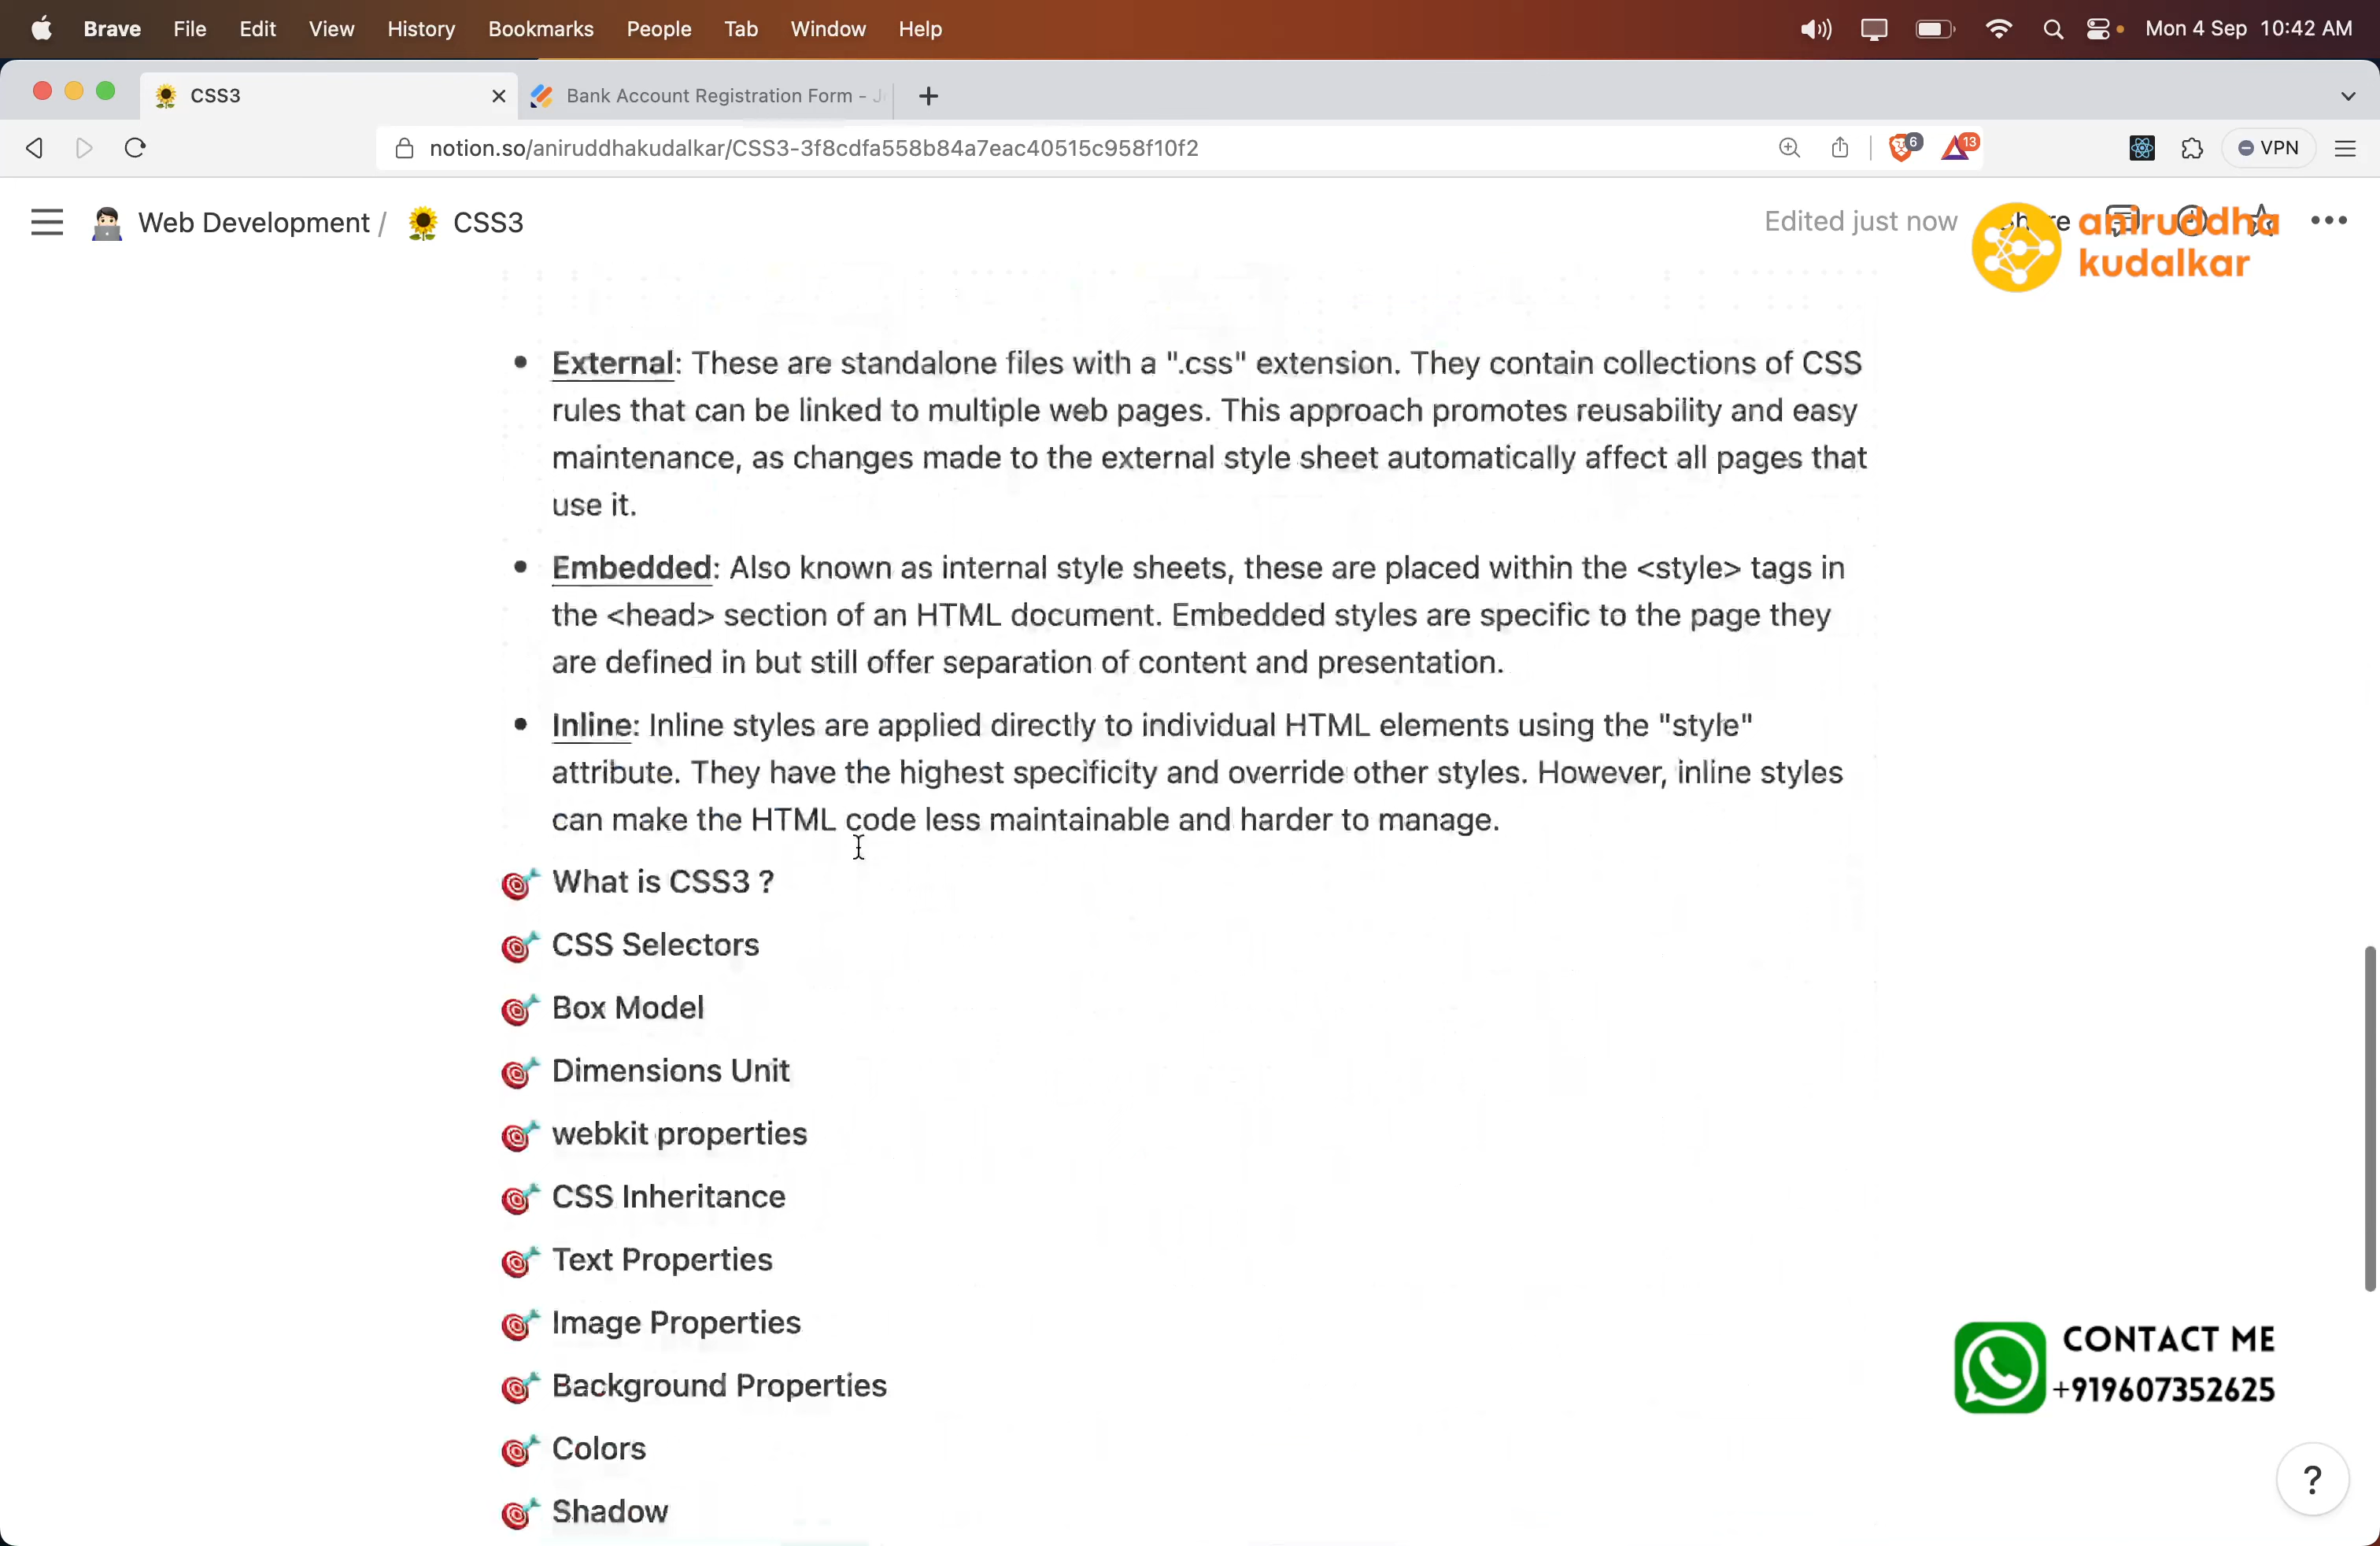 Brave File Edit View History Bookmarks People Tab Window Help Mon 4 Sep 10:42 AM
CSS3 Bank Account Registration Form - J
notion.so/aniruddhakudalkar/CSS3-3f8cdfa558b84a7eac40515c958f10f2 6 13 VPN
Web Development / CSS3 Edited just now Share
aniruddha
kudalkar
• External: These are standalone files with a ".css" extension. They contain collections of CSS
rules that can be linked to multiple web pages. This approach promotes reusability and easy
maintenance, as changes made to the external style sheet automatically affect all pages that
use it.
• Embedded: Also known as internal style sheets, these are placed within the <style> tags in
the <head> section of an HTML document. Embedded styles are specific to the page they
are defined in but still offer separation of content and presentation.
• Inline: Inline styles are applied directly to individual HTML elements using the "style"
attribute. They have the highest specificity and override other styles. However, inline styles
can make the HTML code less maintainable and harder to manage.
What is CSS3 ?
CSS Selectors
Box Model
Dimensions Unit
webkit properties
CSS Inheritance
Text Properties
Image Properties
Background Properties
Colors
Shadow
CONTACT ME
+919607352625
?